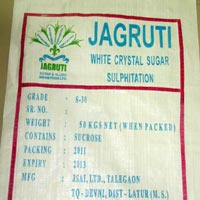 JAGRUTI
WHITE CRYSTAL SUGAR
SULPHITATION
JAGRUTI
GRADE : S-30
SR. NO. :
WEIGHT : 50 KGS NET (WHEN PACKED)
CONTAINS : SUCROSE
PACKING : 2011
EXPIRY : 2013
MFG : JSAI, LTD., TALEGAON
TQ - DEVNI, DIST - LATUR (M. S.)